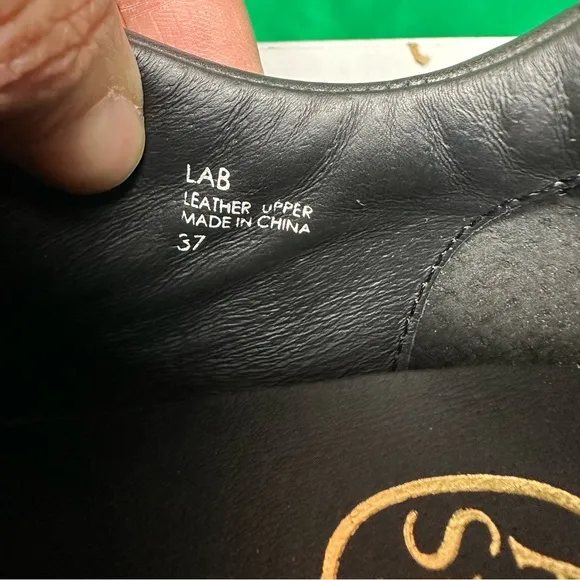 LAB
LEATHER UPPER
MADE IN CHINA
37